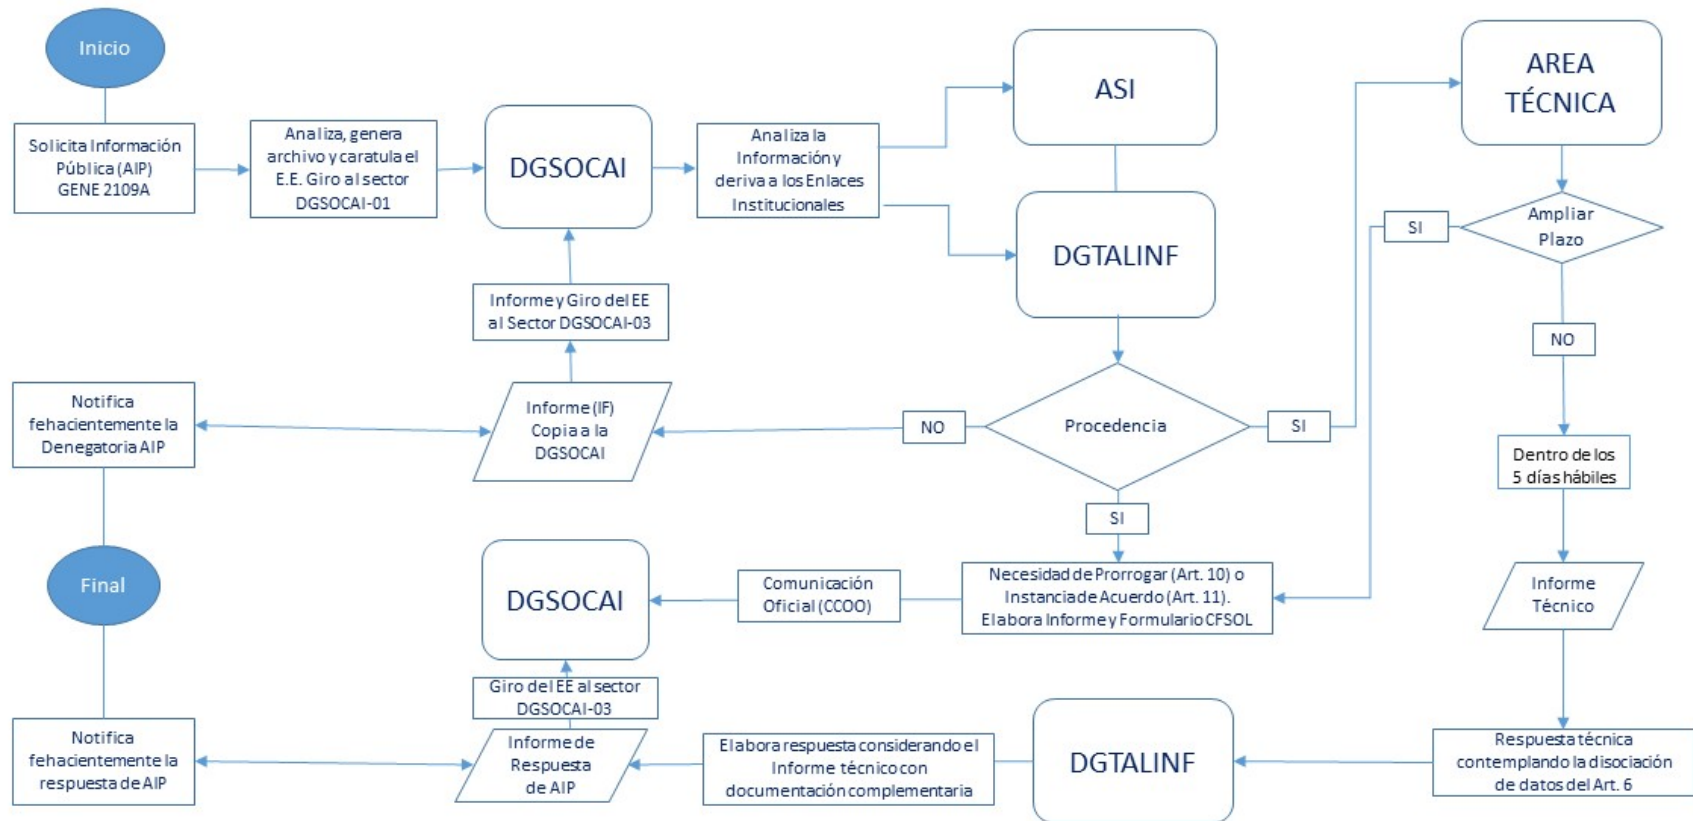 Inicio
Solicita Información
Pública (AIP)
GENE 2109A
Analiza, genera
archivo y caratula el
E.E. Giro al sector
DGSOCAI-01
DGSOCAI
Analiza la
Información y
deriva a los Enlaces
Institucionales
ASI
DGTALINF
AREA
TÉCNICA
Ampliar
Plazo
SI
NO
Dentro de los
5 días hábiles
Informe
Técnico
Respuesta técnica
contemplando la disociación
de datos del Art. 6
Informe y Giro del EE
al Sector DGSOCAI-03
Notifica
fehacientemente la
Denegatoria AIP
Informe (IF)
Copia a la
DGSOCAI
NO
Procedencia
SI
SI
Necesidad de Prorrogar (Art. 10) o
Instancia de Acuerdo (Art. 11).
Elabora Informe y Formulario CFSOL
Comunicación
Oficial (CCOO)
DGSOCAI
Final
Giro del EE al sector
DGSOCAI-03
Notifica
fehacientemente la
respuesta de AIP
Informe de
Respuesta
de AIP
Elabora respuesta considerando el
Informe técnico con
documentación complementaria
DGTALINF